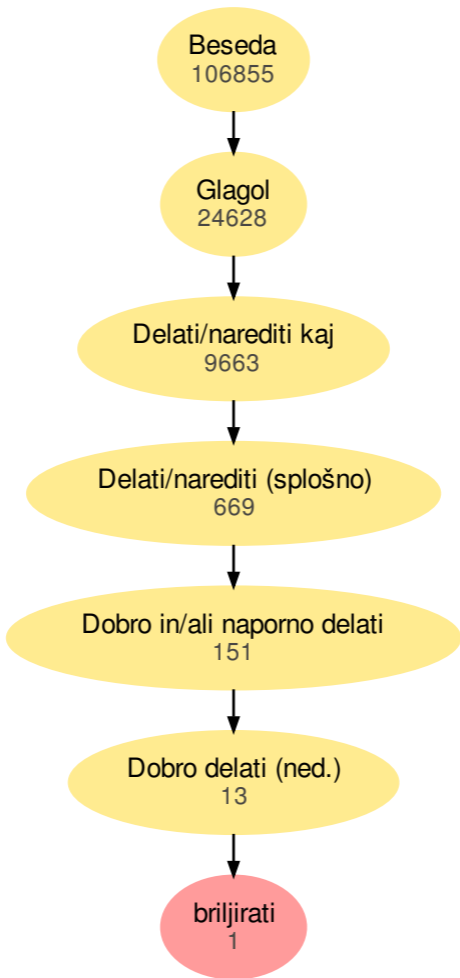 Beseda
106855
Glagol
24628
Delati/narediti kaj
9663
Delati/narediti (splošno)
669
Dobro in/ali naporno delati
151
Dobro delati (ned.)
13
briljirati
1